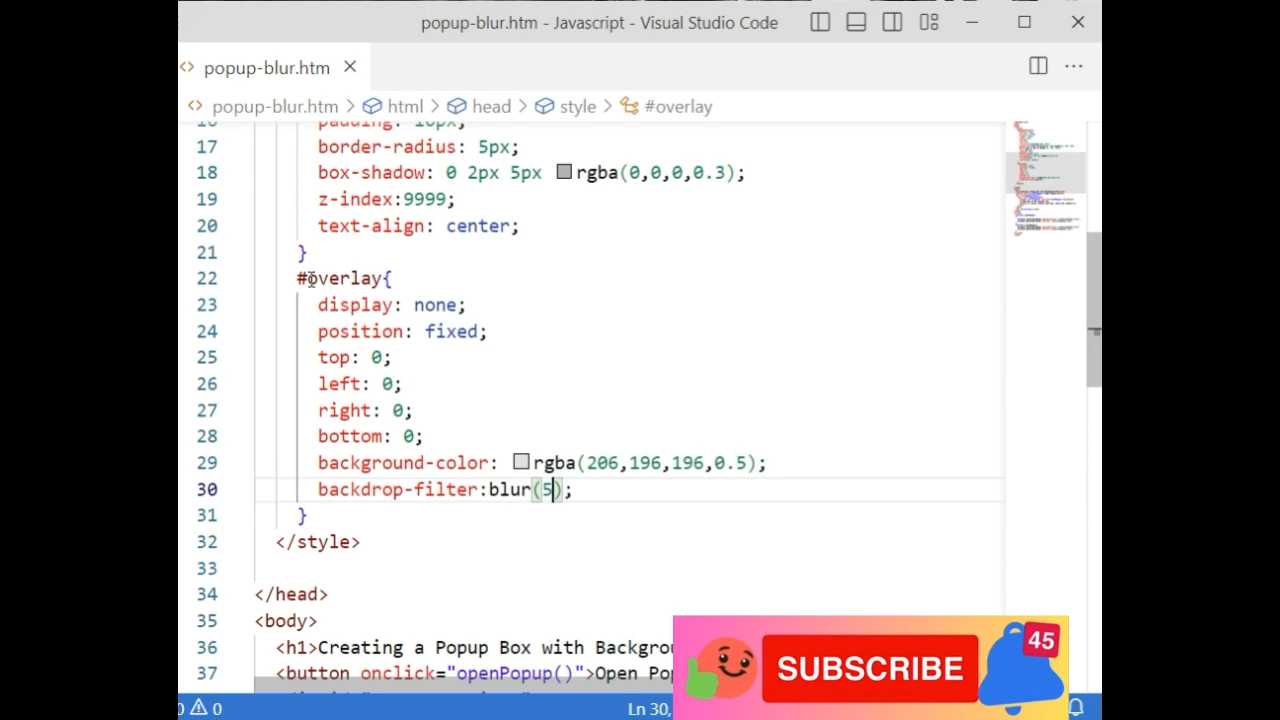 popup-blur.htm - Javascript - Visual Studio Code
popup-blur.htm
popup-blur.htm > html > head > style > #overlay
16 padding: 10px;
17 border-radius: 5px;
18 box-shadow: 0 2px 5px rgba(0,0,0,0.3);
19 z-index:9999;
20 text-align: center;
21 }
22 #overlay{
23 display: none;
24 position: fixed;
25 top: 0;
26 left: 0;
27 right: 0;
28 bottom: 0;
29 background-color: rgba(206,196,196,0.5);
30 backdrop-filter:blur(5);
31 }
32 </style>
33
34 </head>
35 <body>
36 <h1>Creating a Popup Box with Backgrou
37 <button onclick="openPopup()">Open Pop
45
SUBSCRIBE
0 0
Ln 30,